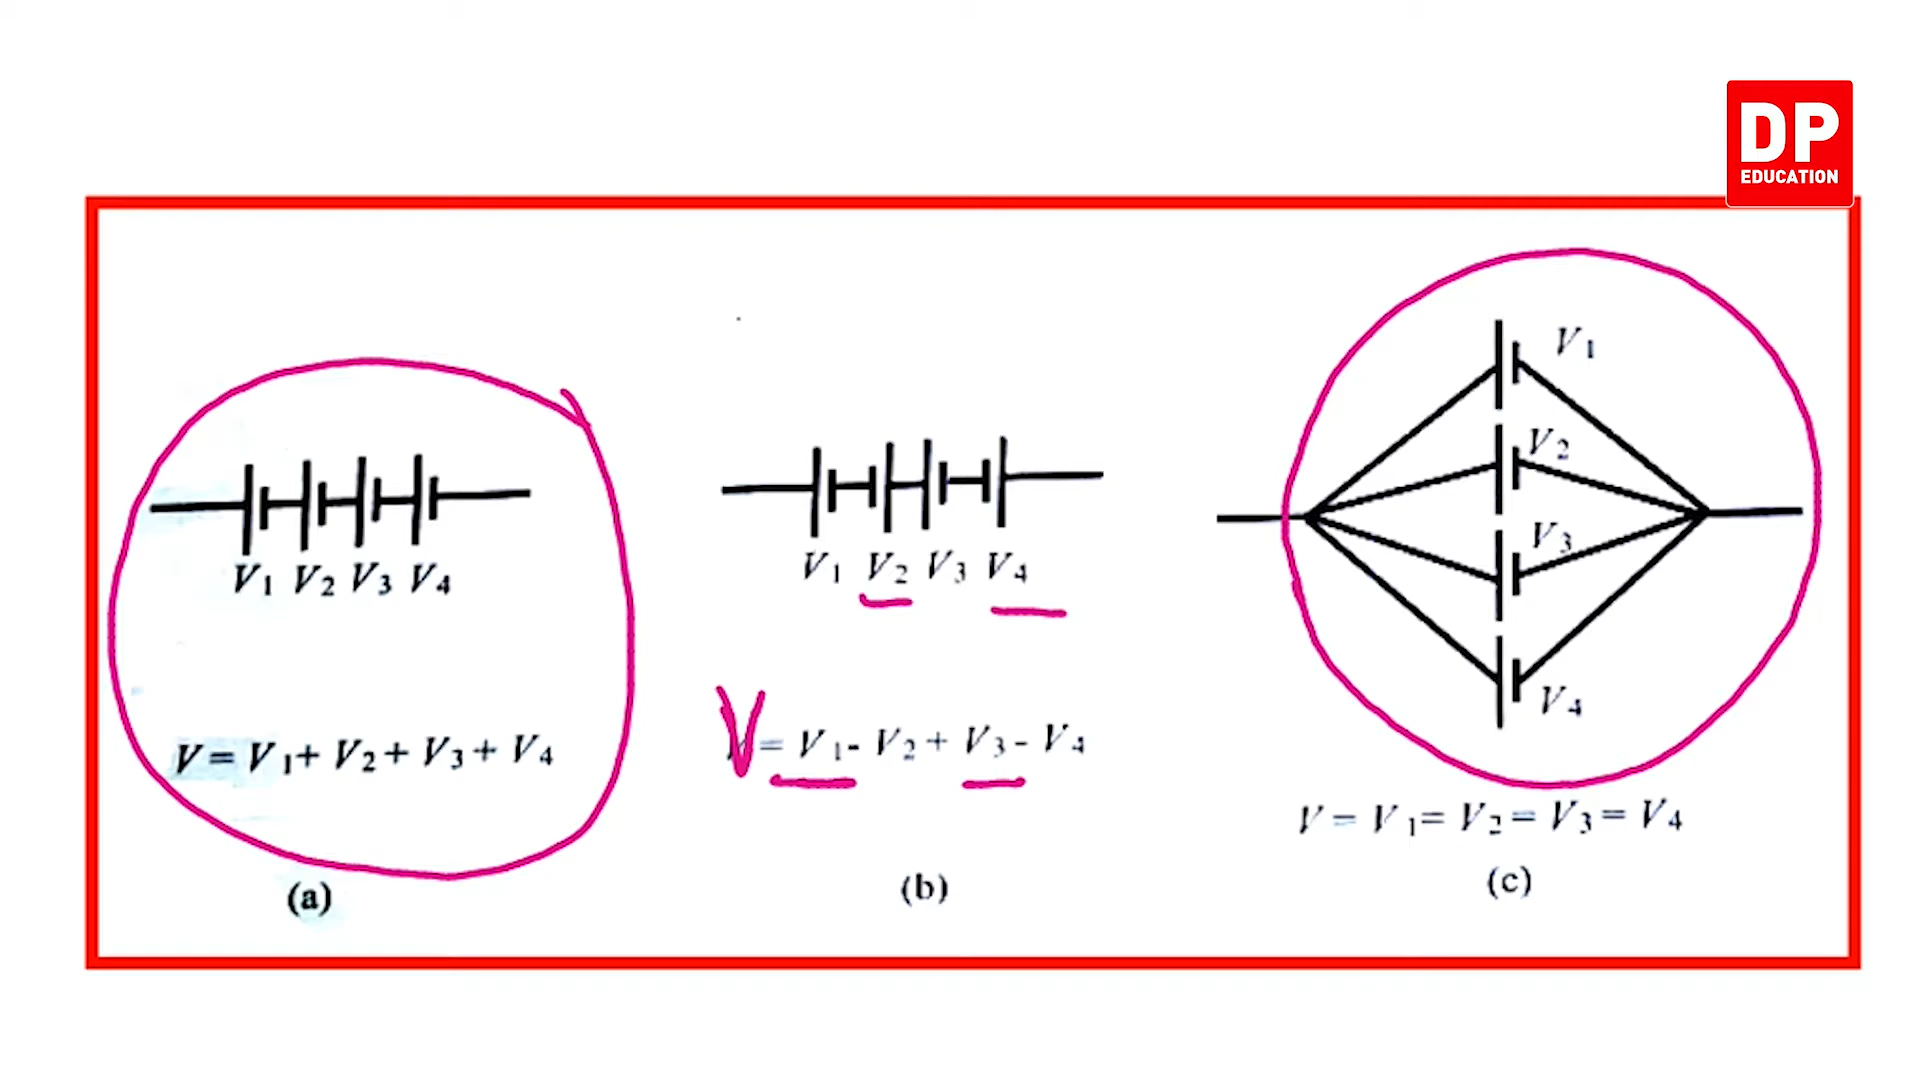 DP
EDUCATION
V₁ V₂ V₃ V₄
V = V₁ + V₂ + V₃ + V₄
(a)
V₁ V₂ V₃ V₄
V = V₁ - V₂ + V₃ - V₄
(b)
V₁
V₂
V₃
V₄
V = V₁ = V₂ = V₃ = V₄
(c)